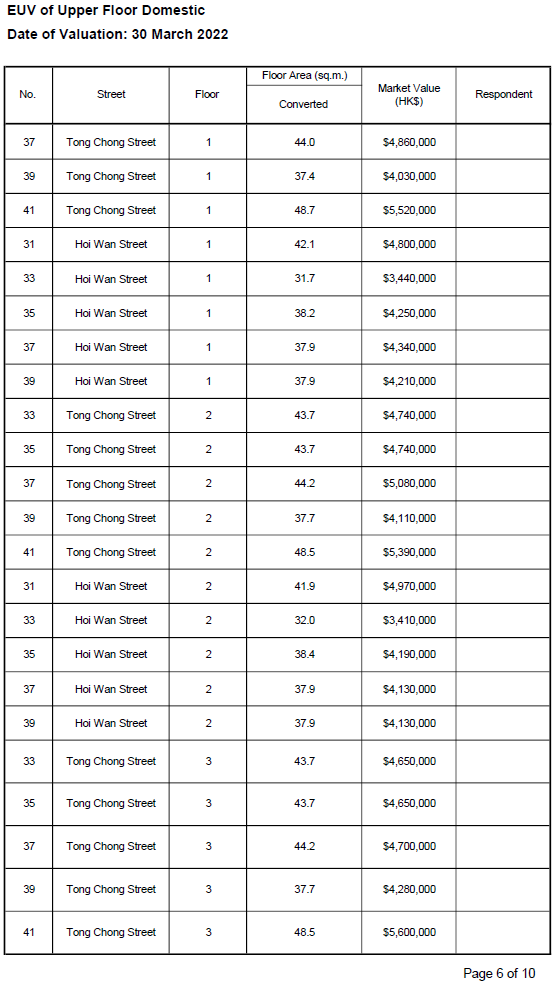 EUV of Upper Floor Domestic
Date of Valuation: 30 March 2022
No. Street Floor Floor Area (sq.m.) Converted Market Value (HK$) Respondent
37 Tong Chong Street 1 44.0 $4,860,000
39 Tong Chong Street 1 37.4 $4,030,000
41 Tong Chong Street 1 48.7 $5,520,000
31 Hoi Wan Street 1 42.1 $4,800,000
33 Hoi Wan Street 1 31.7 $3,440,000
35 Hoi Wan Street 1 38.2 $4,250,000
37 Hoi Wan Street 1 37.9 $4,340,000
39 Hoi Wan Street 1 37.9 $4,210,000
33 Tong Chong Street 2 43.7 $4,740,000
35 Tong Chong Street 2 43.7 $4,740,000
37 Tong Chong Street 2 44.2 $5,080,000
39 Tong Chong Street 2 37.7 $4,110,000
41 Tong Chong Street 2 48.5 $5,390,000
31 Hoi Wan Street 2 41.9 $4,970,000
33 Hoi Wan Street 2 32.0 $3,410,000
35 Hoi Wan Street 2 38.4 $4,190,000
37 Hoi Wan Street 2 37.9 $4,130,000
39 Hoi Wan Street 2 37.9 $4,130,000
33 Tong Chong Street 3 43.7 $4,650,000
35 Tong Chong Street 3 43.7 $4,650,000
37 Tong Chong Street 3 44.2 $4,700,000
39 Tong Chong Street 3 37.7 $4,280,000
41 Tong Chong Street 3 48.5 $5,600,000
Page 6 of 10